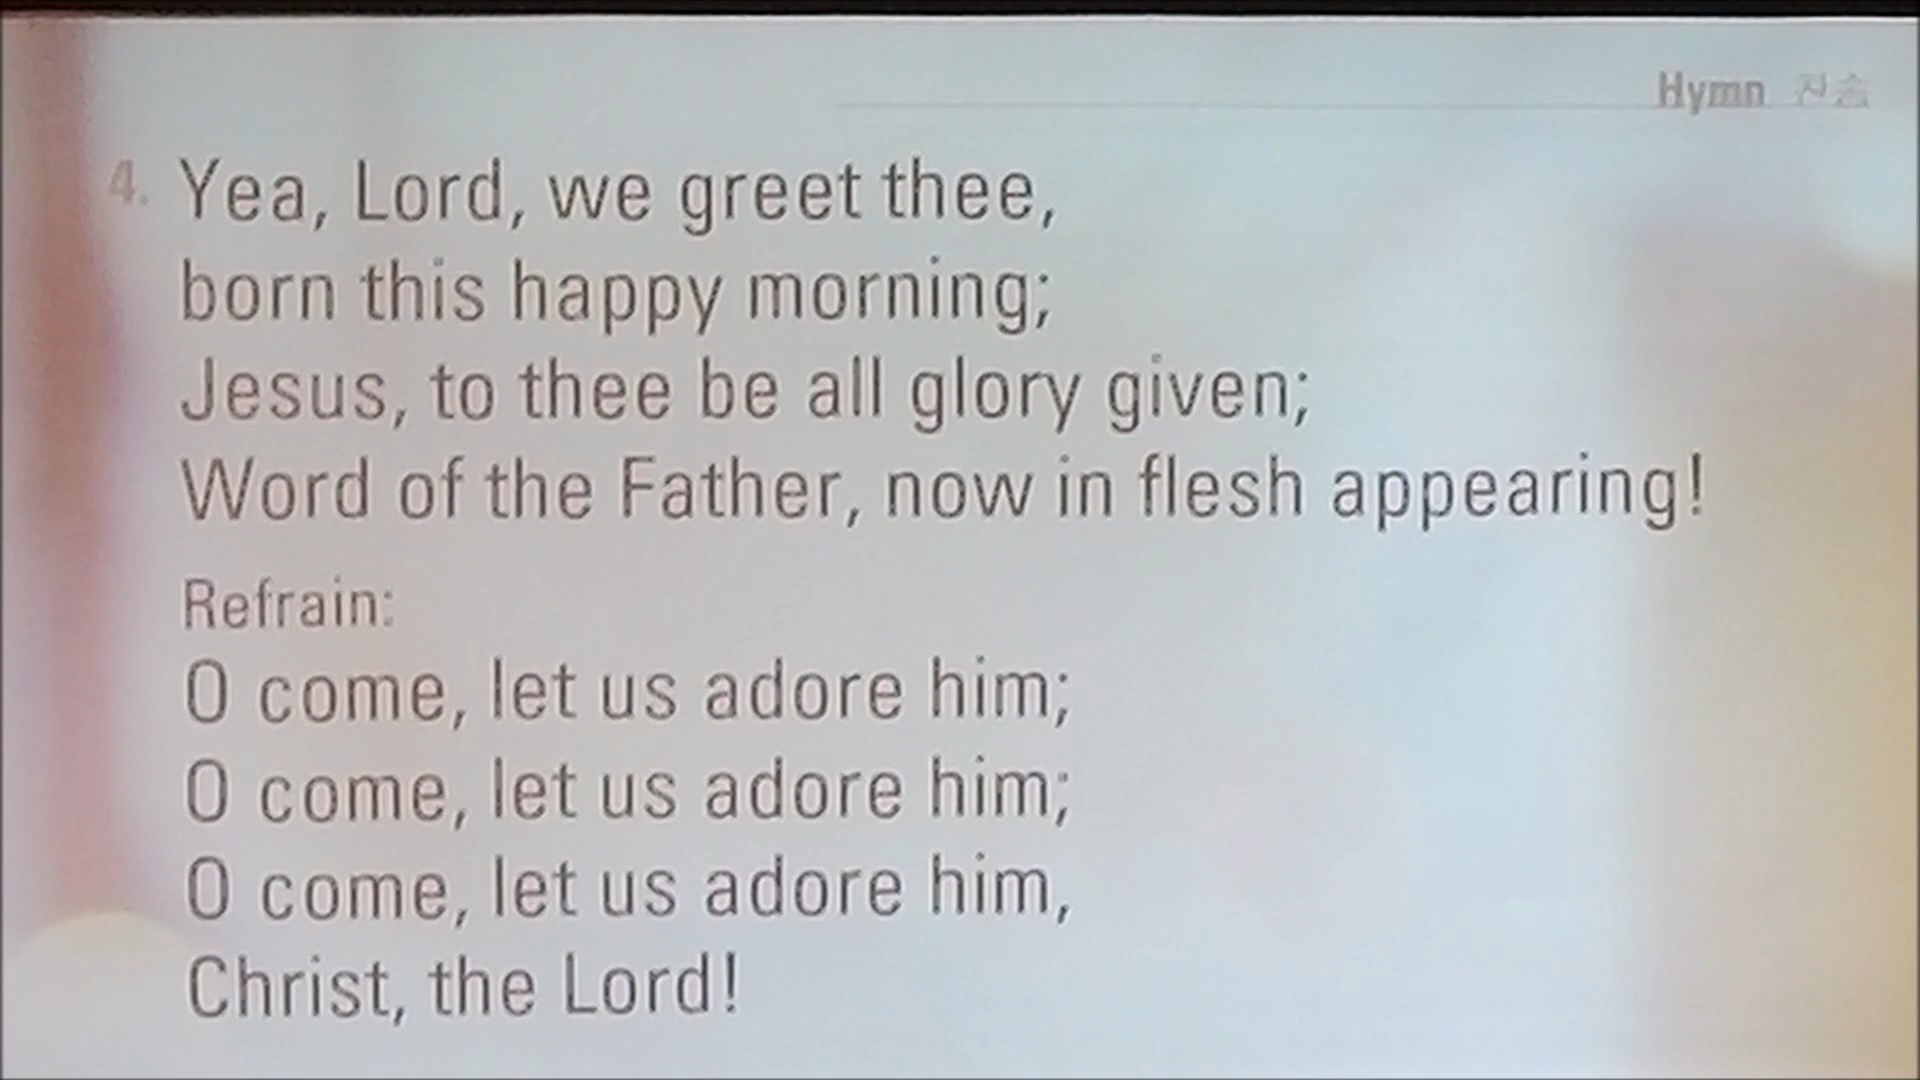 Hymn 찬송
4. Yea, Lord, we greet thee,
born this happy morning;
Jesus, to thee be all glory given;
Word of the Father, now in flesh appearing!
Refrain:
O come, let us adore him;
O come, let us adore him;
O come, let us adore him,
Christ, the Lord!